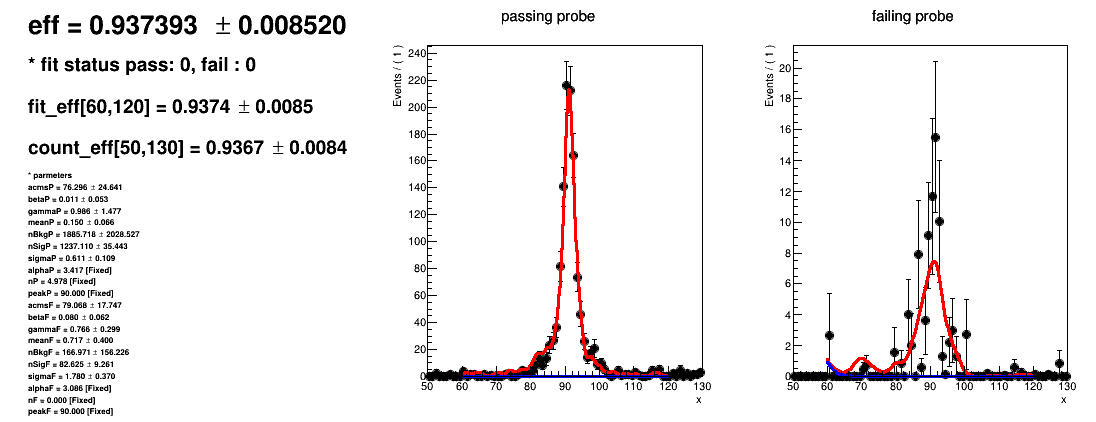 eff = 0.937393 ± 0.008520
* fit status pass: 0, fail : 0
fit_eff[60,120] = 0.9374 ± 0.0085
count_eff[50,130] = 0.9367 ± 0.0084
* parmeters
acmsP = 76.296 ± 24.641
betaP = 0.011 ± 0.053
gammaP = 0.986 ± 1.477
meanP = 0.150 ± 0.066
nBkgP = 1885.718 ± 2028.527
nSigP = 1237.110 ± 35.443
sigmaP = 0.611 ± 0.109
alphaP = 3.417 [Fixed]
nP = 4.978 [Fixed]
peakP = 90.000 [Fixed]
acmsF = 79.068 ± 17.747
betaF = 0.080 ± 0.062
gammaF = 0.766 ± 0.299
meanF = 0.717 ± 0.400
nBkgF = 166.971 ± 156.226
nSigF = 82.625 ± 9.261
sigmaF = 1.780 ± 0.370
alphaF = 3.086 [Fixed]
nF = 0.000 [Fixed]
peakF = 90.000 [Fixed]
passing probe
Events / ( 1 )
240
220
200
180
160
140
120
100
80
60
40
20
0
50 60 70 80 90 100 110 120 130
x
failing probe
Events / ( 1 )
20
18
16
14
12
10
8
6
4
2
0
50 60 70 80 90 100 110 120 130
x